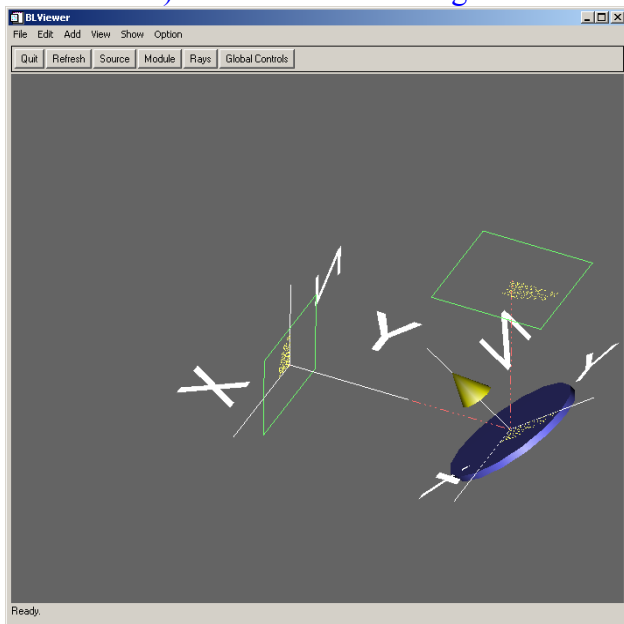 BLViewer
File Edit Add View Show Option
Quit Refresh Source Module Rays Global Controls
Z
Y
Z
Y
X
X
Ready.